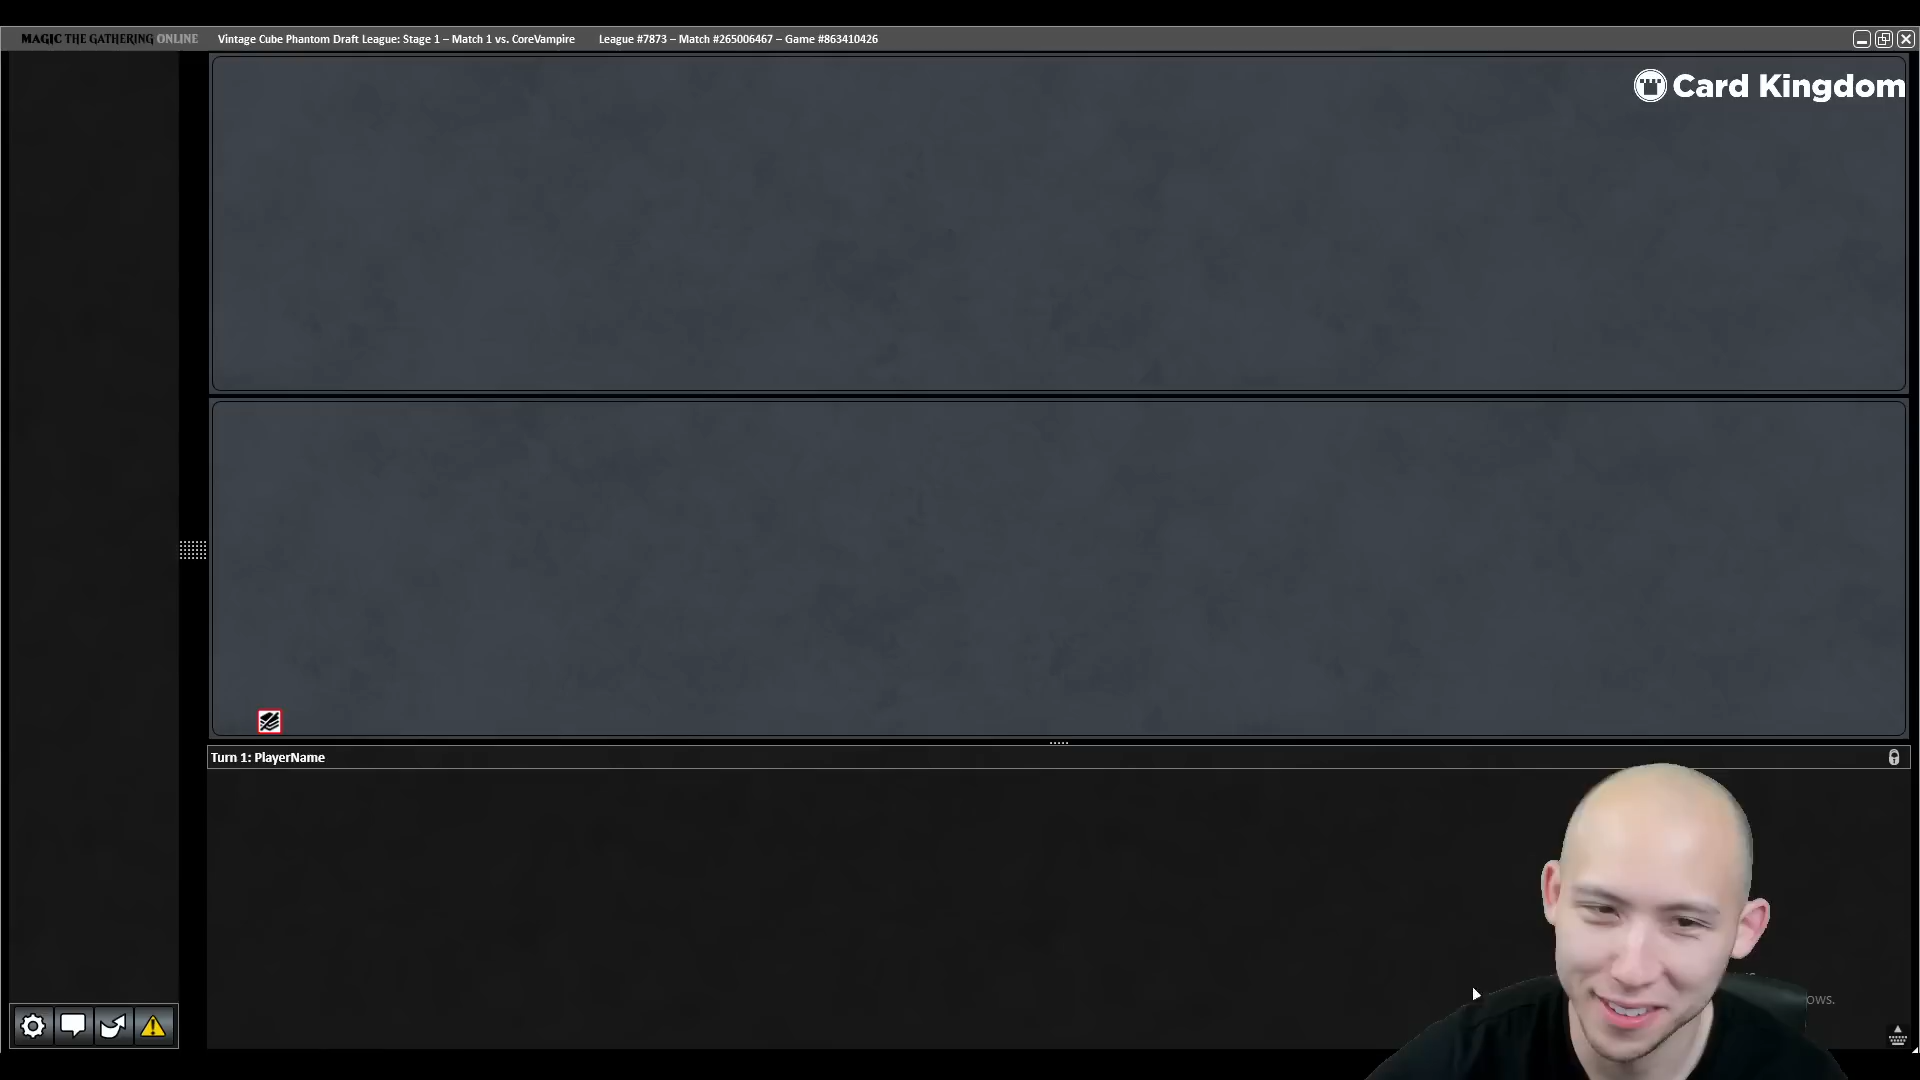 MAGIC THE GATHERING ONLINE
Vintage Cube Phantom Draft League: Stage 1 – Match 1 vs. CoreVampire League #7873 – Match #265006467 – Game #863410426
Card Kingdom
Turn 1: PlayerName
ows.